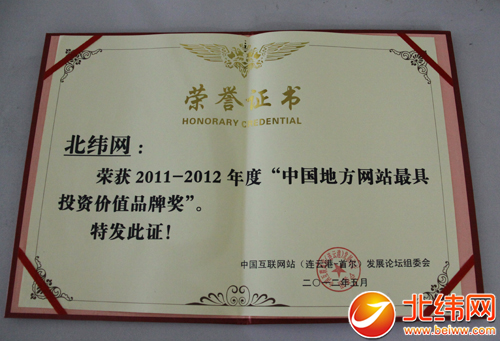 荣誉证书
HONORARY CREDENTIAL
北纬网：
荣获2011-2012年度“中国地方网站最具
投资价值品牌奖”。
特发此证！
中国互联网站（连云港·首尔）发展论坛组委会
二〇一二年五月
北纬网
www.beiww.com